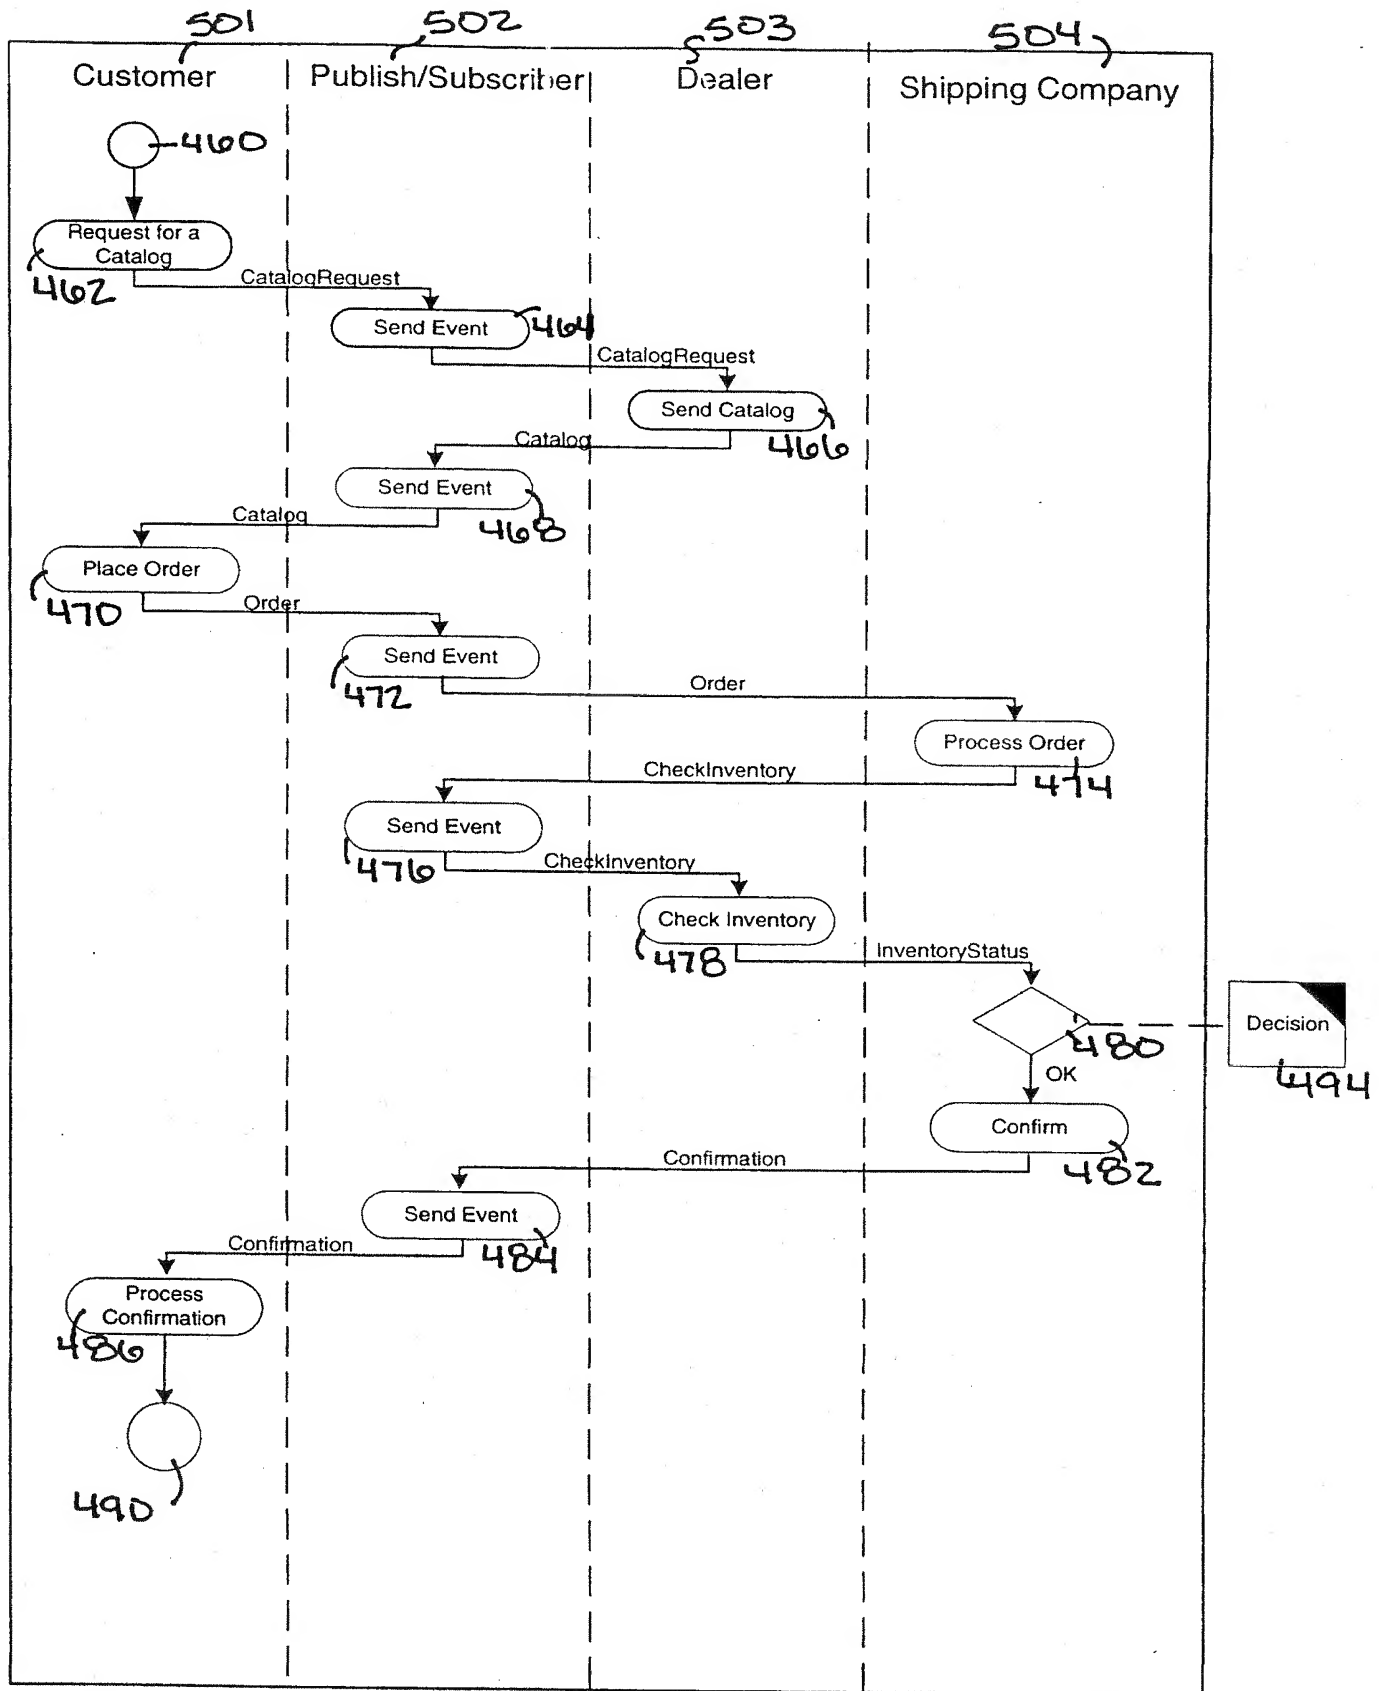 501
502
503
504
Customer
Publish/Subscriber
Dealer
Shipping Company
460
Request for a
Catalog
462
CatalogRequest
Send Event
464
CatalogRequest
Send Catalog
466
Catalog
Send Event
468
Catalog
Place Order
470
Order
Send Event
472
Order
Process Order
474
CheckInventory
Send Event
476
CheckInventory
Check Inventory
478
InventoryStatus
480
Decision
494
OK
Confirm
482
Confirmation
Send Event
484
Confirmation
Process
Confirmation
486
490